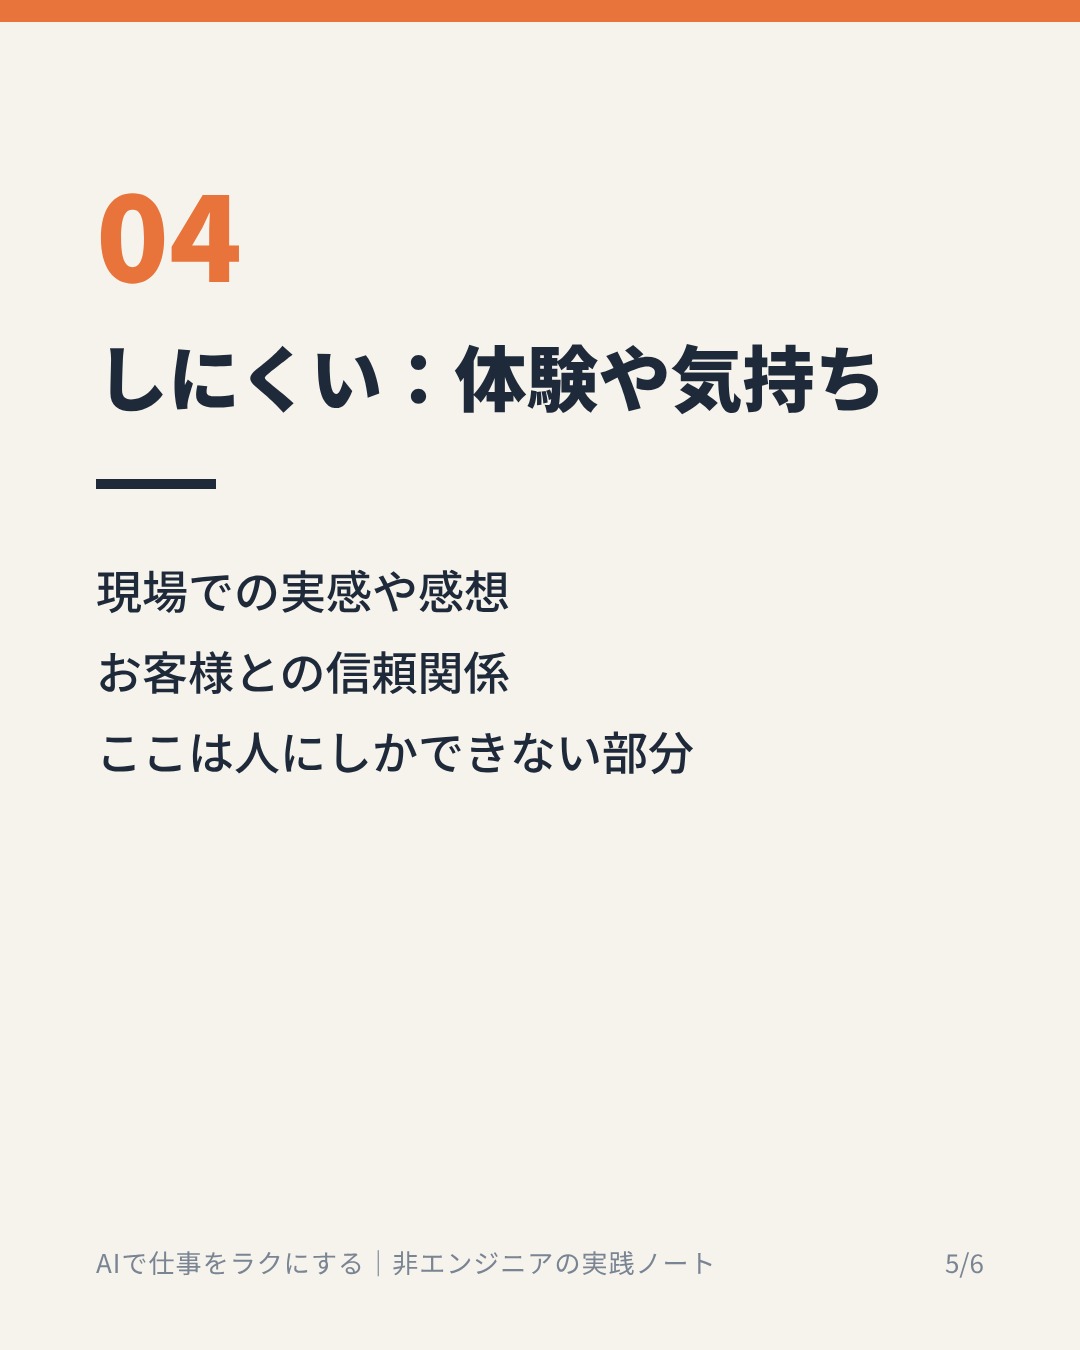 04
しにくい：体験や気持ち
現場での実感や感想
お客様との信頼関係
ここは人にしかできない部分
AIで仕事をラクにする｜非エンジニアの実践ノート
5/6